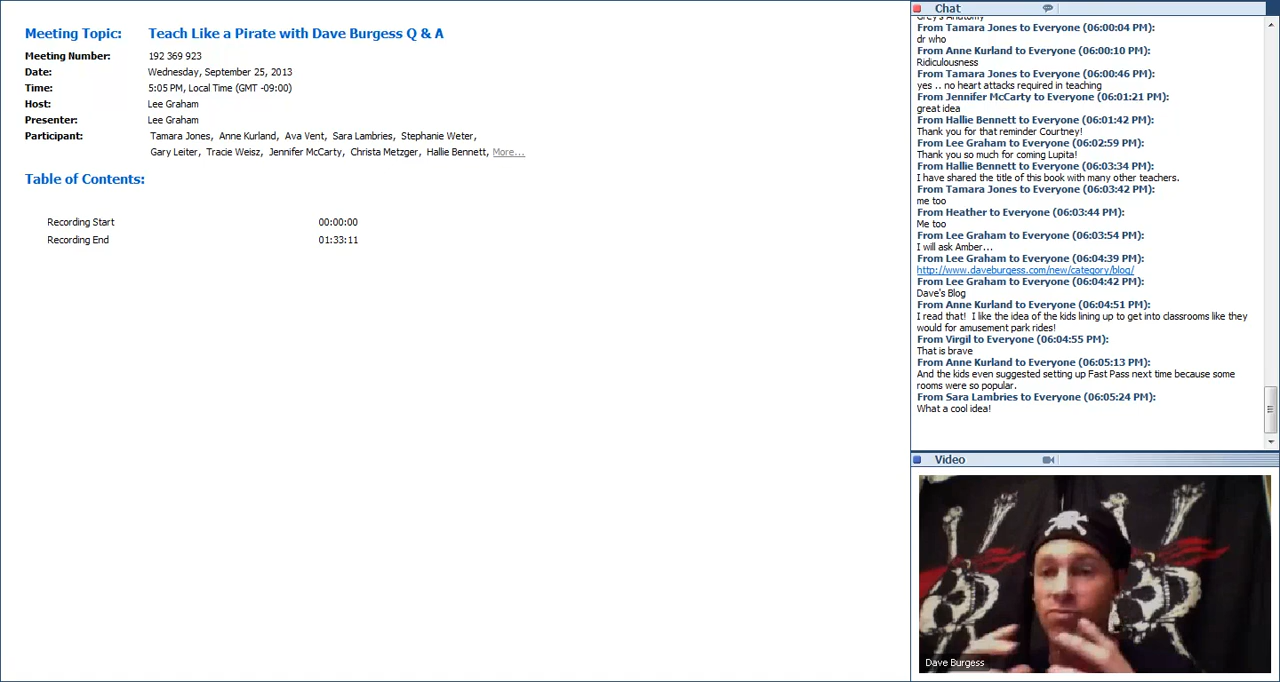 Meeting Topic: Teach Like a Pirate with Dave Burgess Q & A
Meeting Number: 192 369 923
Date: Wednesday, September 25, 2013
Time: 5:05 PM, Local Time (GMT -09:00)
Host: Lee Graham
Presenter: Lee Graham
Participant: Tamara Jones, Anne Kurland, Ava Vent, Sara Lambries, Stephanie Weter,
Gary Leiter, Tracie Weisz, Jennifer McCarty, Christa Metzger, Hallie Bennett, More...
Table of Contents:
Recording Start 00:00:00
Recording End 01:33:11
Chat
Grey's Anatomy
From Tamara Jones to Everyone (06:00:04 PM):
dr who
From Anne Kurland to Everyone (06:00:10 PM):
Ridiculousness
From Tamara Jones to Everyone (06:00:46 PM):
yes .. no heart attacks required in teaching
From Jennifer McCarty to Everyone (06:01:21 PM):
great idea
From Hallie Bennett to Everyone (06:01:42 PM):
Thank you for that reminder Courtney!
From Lee Graham to Everyone (06:02:59 PM):
Thank you so much for coming Lupita!
From Hallie Bennett to Everyone (06:03:34 PM):
I have shared the title of this book with many other teachers.
From Tamara Jones to Everyone (06:03:42 PM):
me too
From Heather to Everyone (06:03:44 PM):
Me too
From Lee Graham to Everyone (06:03:54 PM):
I will ask Amber...
From Lee Graham to Everyone (06:04:39 PM):
http://www.daveburgess.com/new/category/blog/
From Lee Graham to Everyone (06:04:42 PM):
Dave's Blog
From Anne Kurland to Everyone (06:04:51 PM):
I read that!  I like the idea of the kids lining up to get into classrooms like they
would for amusement park rides!
From Virgil to Everyone (06:04:55 PM):
That is brave
From Anne Kurland to Everyone (06:05:13 PM):
And the kids even suggested setting up Fast Pass next time because some
rooms were so popular.
From Sara Lambries to Everyone (06:05:24 PM):
What a cool idea!
Video
Dave Burgess